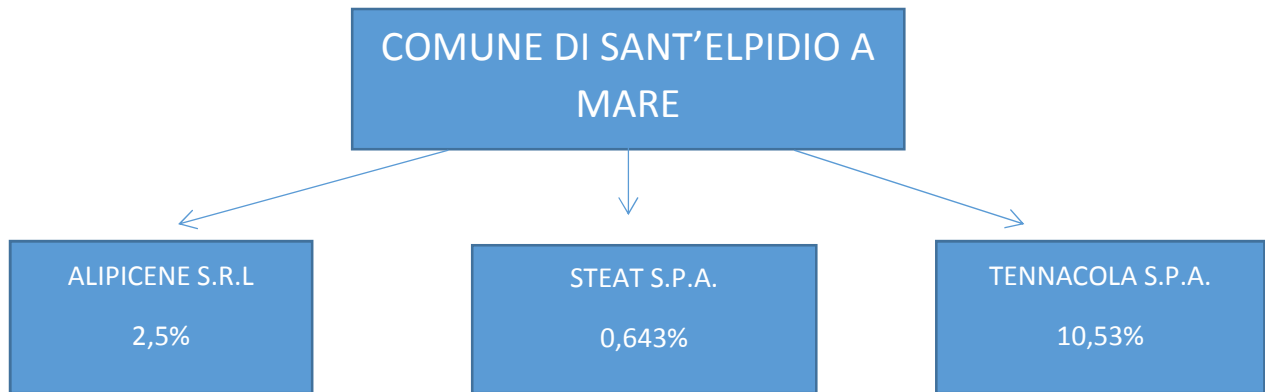 COMUNE DI SANT’ELPIDIO A
MARE
ALIPICENE S.R.L
2,5%
STEAT S.P.A.
0,643%
TENNACOLA S.P.A.
10,53%